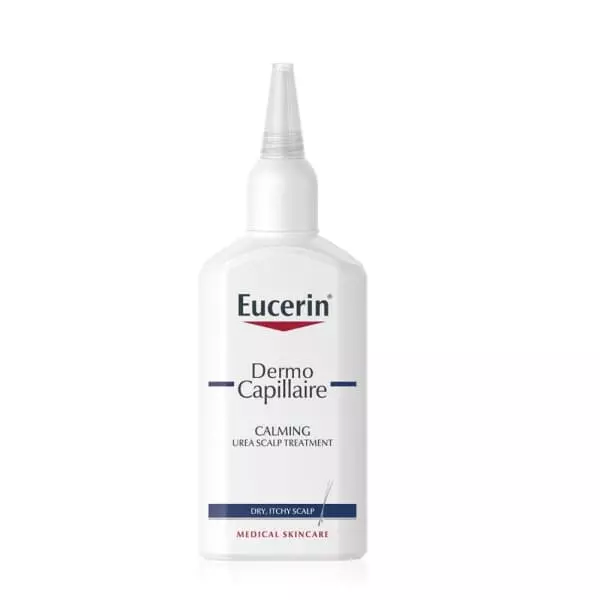 Eucerin®
Dermo
Capillaire
CALMING
UREA SCALP TREATMENT
DRY, ITCHY SCALP
MEDICAL SKINCARE